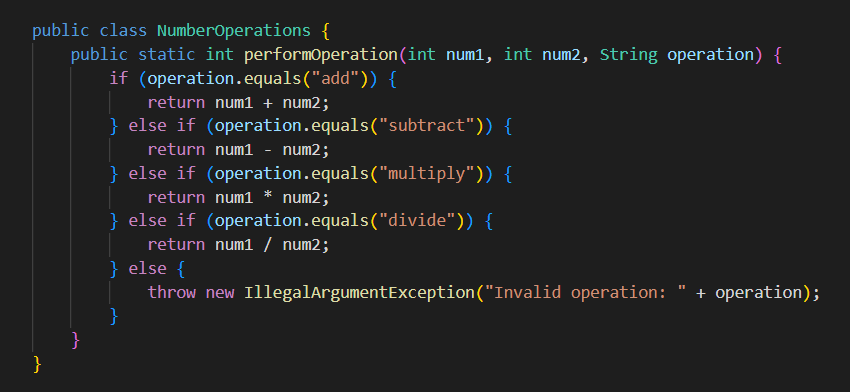 public class NumberOperations {
    public static int performOperation(int num1, int num2, String operation) {
        if (operation.equals("add")) {
            return num1 + num2;
        } else if (operation.equals("subtract")) {
            return num1 - num2;
        } else if (operation.equals("multiply")) {
            return num1 * num2;
        } else if (operation.equals("divide")) {
            return num1 / num2;
        } else {
            throw new IllegalArgumentException("Invalid operation: " + operation);
        }
    }
}